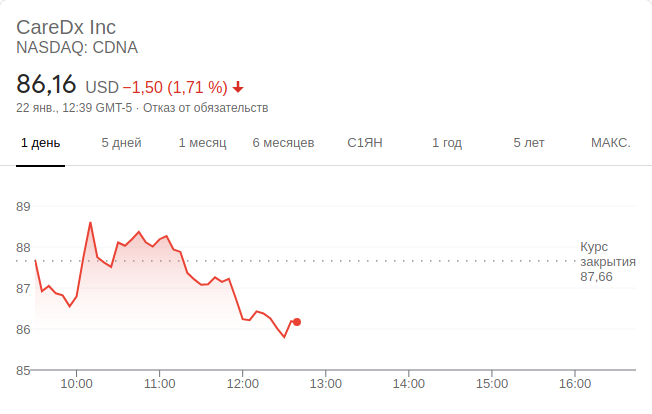 CareDx Inc
NASDAQ: CDNA
86,16 USD −1,50 (1,71 %)
22 янв., 12:39 GMT-5 · Отказ от обязательств
1 день 5 дней 1 месяц 6 месяцев С1ЯН 1 год 5 лет МАКС.
89
88
87
86
85
Курс
закрытия
87,66
10:00 11:00 12:00 13:00 14:00 15:00 16:00